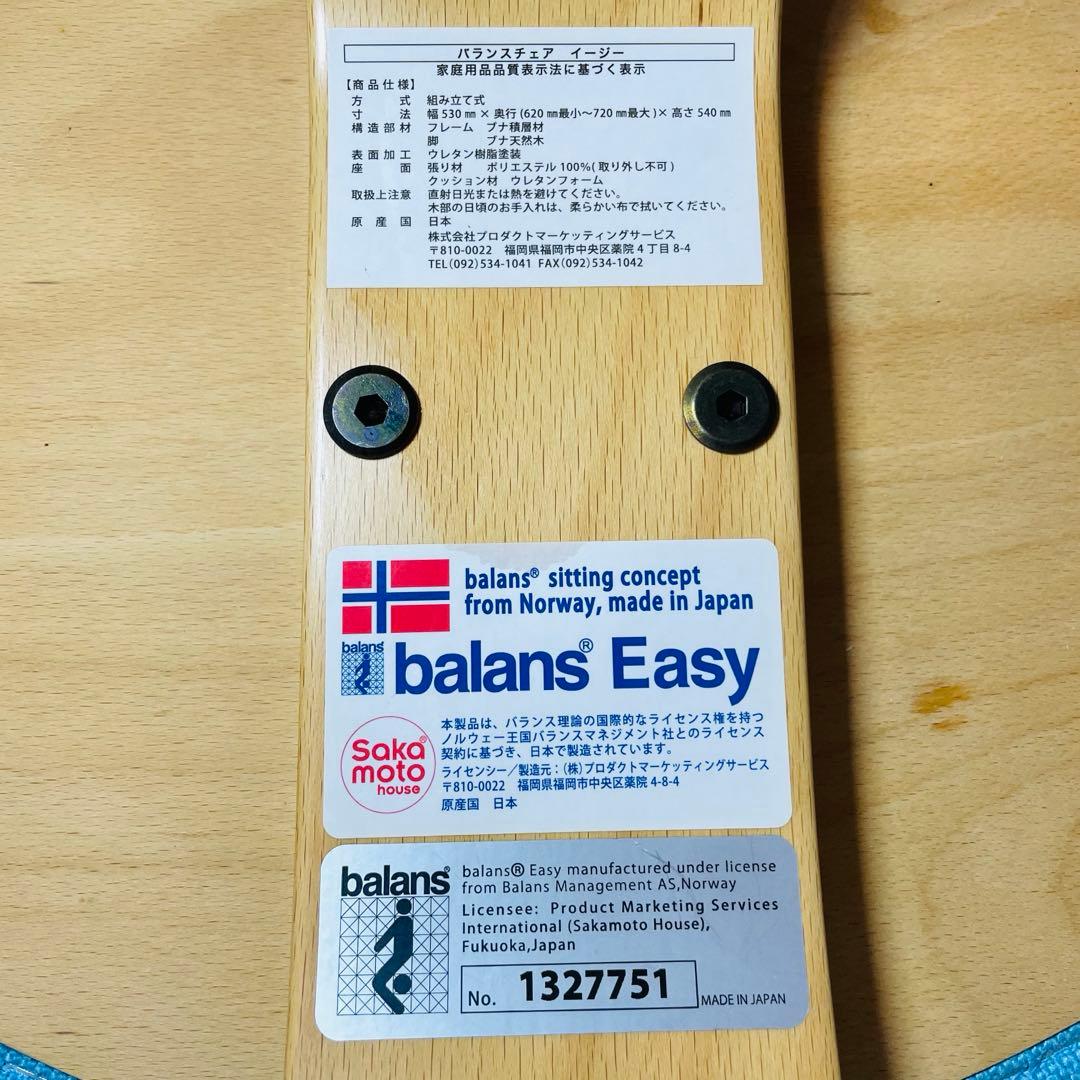 バランスチェア　イージー
家庭用品品質表示法に基づく表示
【商品仕様】
方　　式　組み立て式
寸　　法　幅 530 ㎜ × 奥行 (620 ㎜最小～720 ㎜最大 )× 高さ 540 ㎜
構造部材　フレーム　ブナ積層材
脚　　ブナ天然木
表面加工　ウレタン樹脂塗装
座　　面　張り材　ポリエステル 100%( 取り外し不可 )
クッション材　ウレタンフォーム
取扱上注意　直射日光または熱を避けてください。
木部の日頃のお手入れは、柔らかい布で拭いてください。
原 産 国　日本
株式会社プロダクトマーケッティングサービス
〒810-0022　福岡県福岡市中央区薬院 4 丁目 8-4
TEL(092)534-1041 FAX(092)534-1042
balans® sitting concept
from Norway, made in Japan
balans®
balans® Easy
本製品は、バランス理論の国際的なライセンス権を持つ
ノルウェー王国バランスマネジメント社とのライセンス
契約に基づき、日本で製造されています。
Saka®
moto
house
ライセンシー／製造元：(株)プロダクトマーケッティングサービス
〒810-0022　福岡県福岡市中央区薬院 4-8-4
原産国　日本
balans®
balans® Easy manufactured under license
from Balans Management AS,Norway
Licensee: Product Marketing Services
International (Sakamoto House),
Fukuoka,Japan
No. 1327751
MADE IN JAPAN